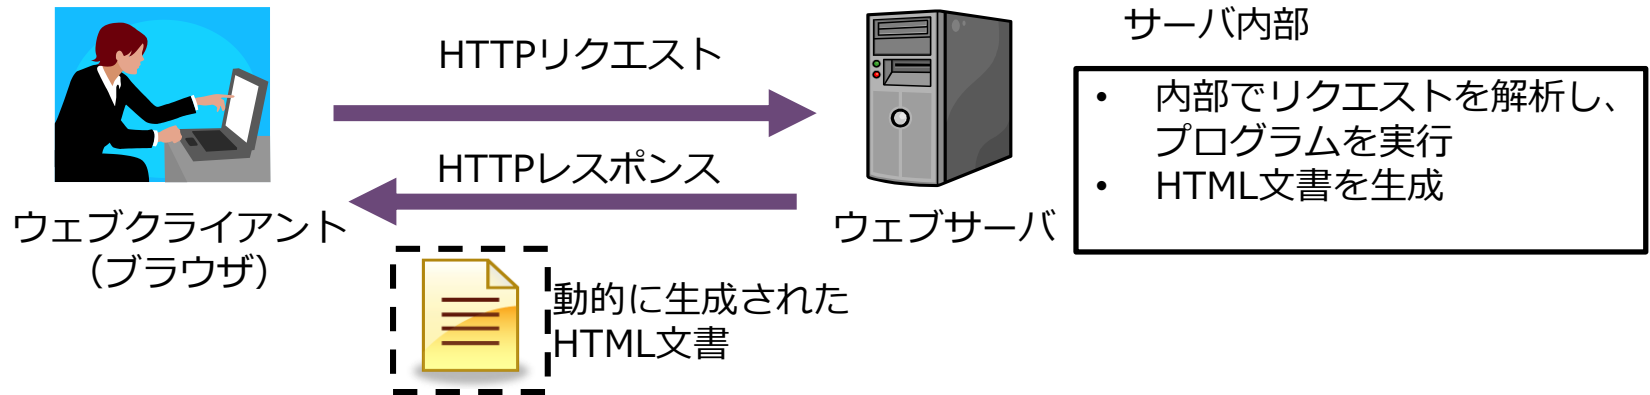 サーバ内部
HTTPリクエスト
• 内部でリクエストを解析し、
プログラムを実行
• HTML文書を生成
HTTPレスポンス
ウェブクライアント
（ブラウザ）
ウェブサーバ
動的に生成された
HTML文書